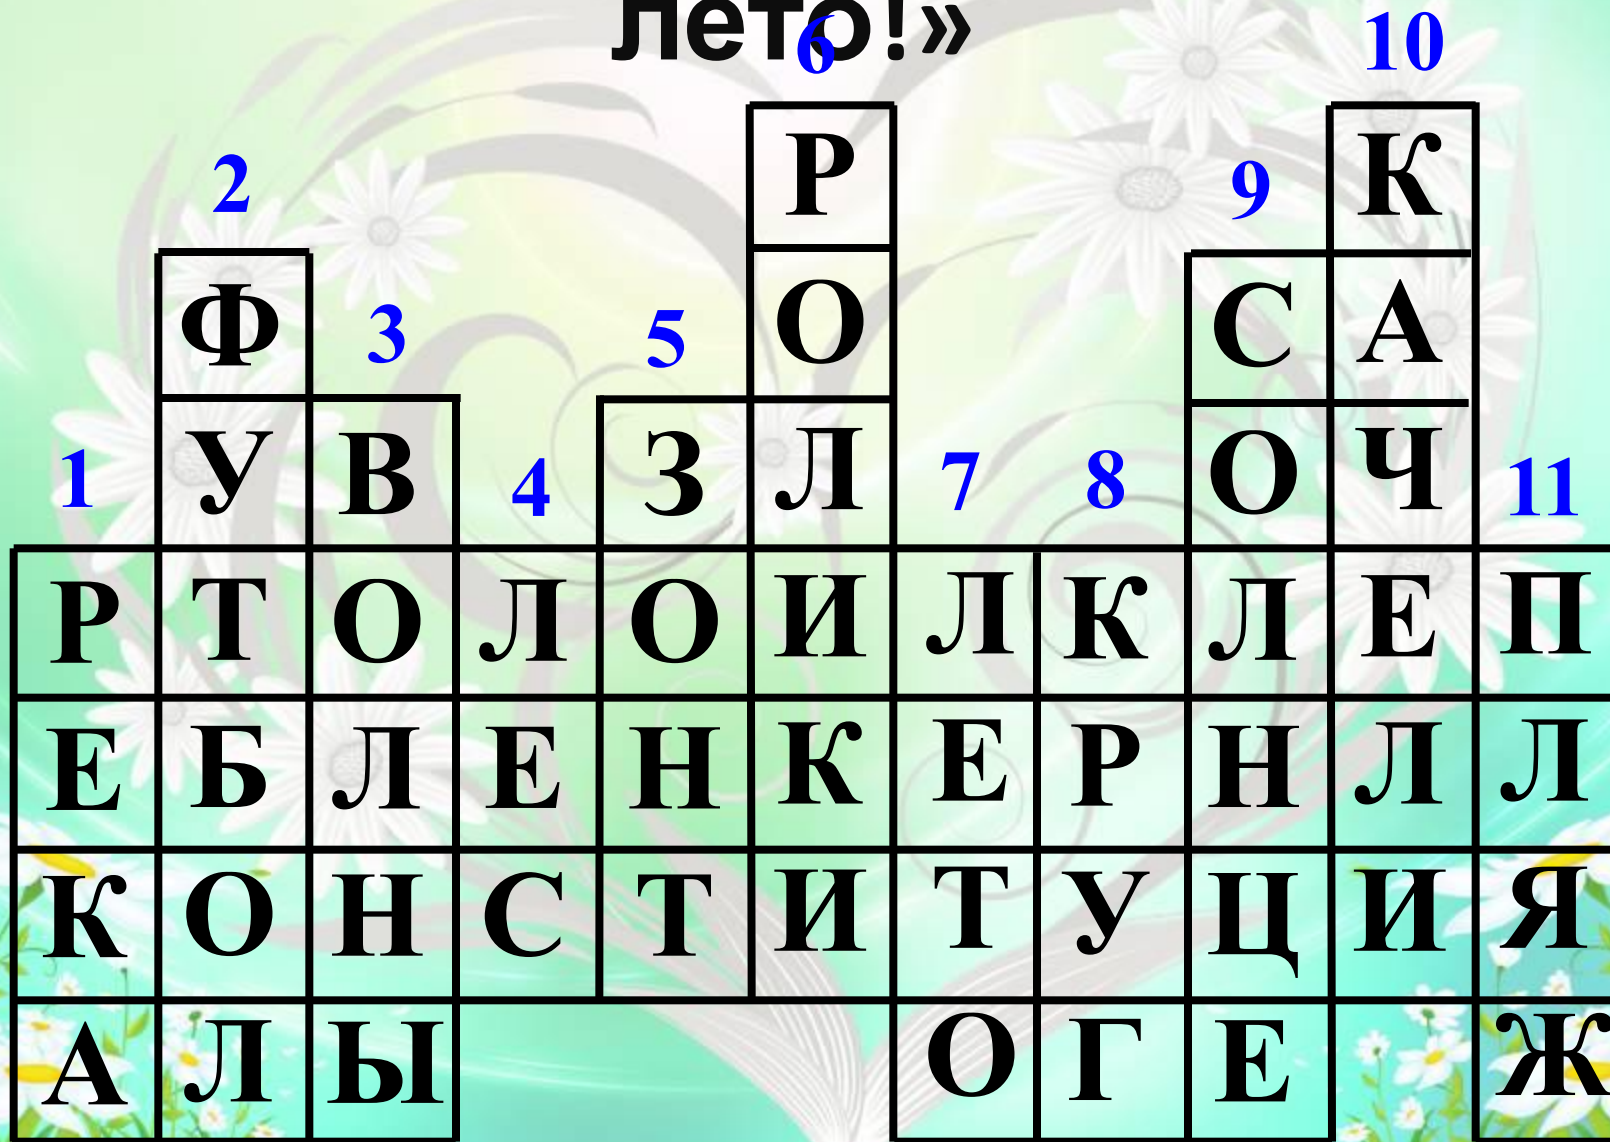 лето!»
6 10
Р К
2 9
О С А
Ф 3 5
У В З Л О Ч
1 4 7 8 11
Р Т О Л О И Л К Л Е П
Е Б Л Е Н К Е Р Н Л Л
К О Н С Т И Т У Ц И Я
А Л Ы О Г Е Ж